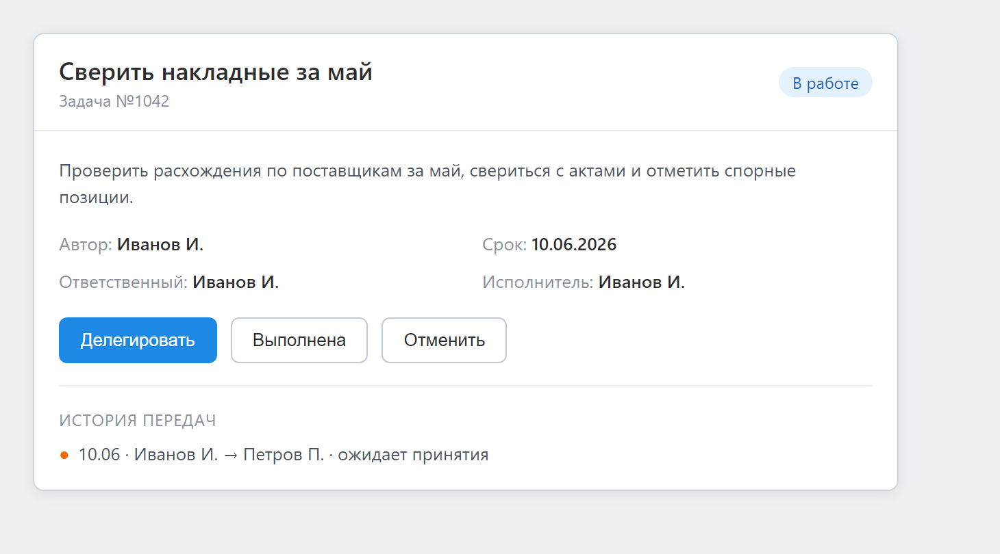 Сверить накладные за май
Задача №1042
В работе
Проверить расхождения по поставщикам за май, свериться с актами и отметить спорные
позиции.
Автор: Иванов И.
Срок: 10.06.2026
Ответственный: Иванов И.
Исполнитель: Иванов И.
Делегировать
Выполнена
Отменить
ИСТОРИЯ ПЕРЕДАЧ
10.06 · Иванов И. → Петров П. · ожидает принятия